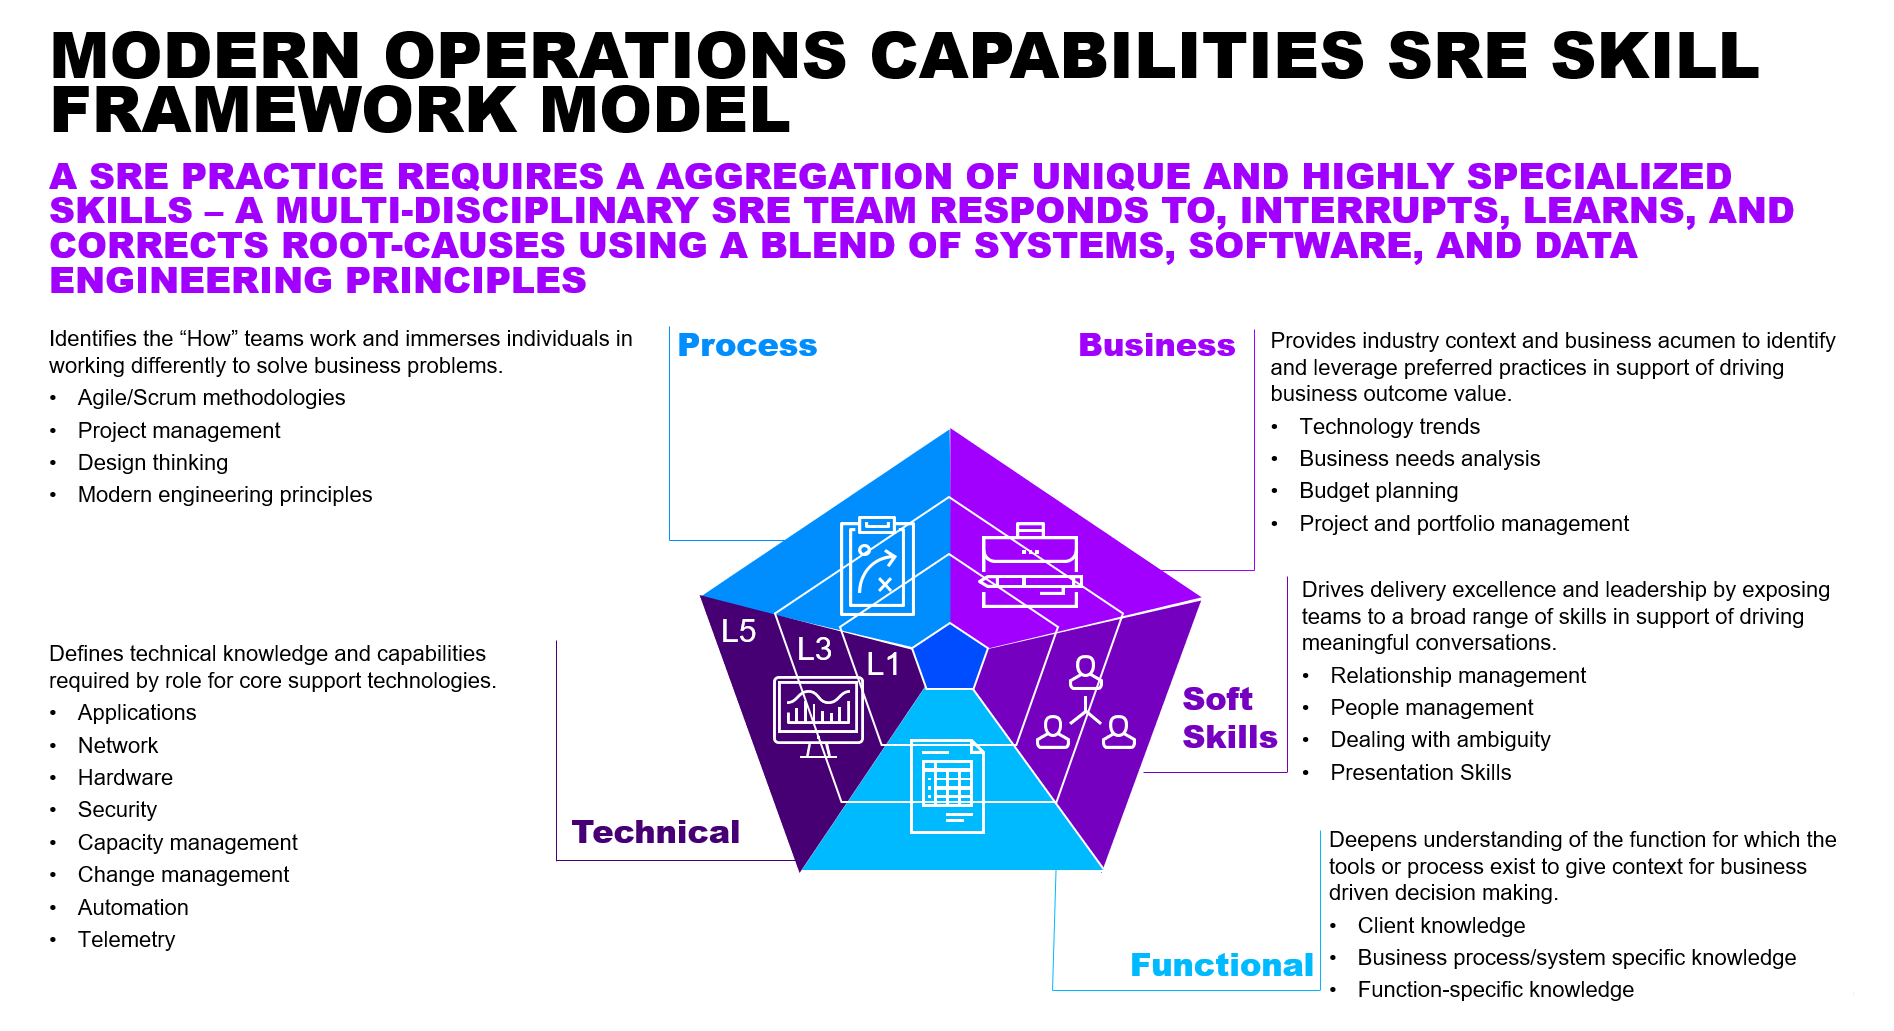 MODERN OPERATIONS CAPABILITIES SRE SKILL
FRAMEWORK MODEL
A SRE PRACTICE REQUIRES A AGGREGATION OF UNIQUE AND HIGHLY SPECIALIZED
SKILLS – A MULTI-DISCIPLINARY SRE TEAM RESPONDS TO, INTERRUPTS, LEARNS, AND
CORRECTS ROOT-CAUSES USING A BLEND OF SYSTEMS, SOFTWARE, AND DATA
ENGINEERING PRINCIPLES
Process
Identifies the “How” teams work and immerses individuals in
working differently to solve business problems.
• Agile/Scrum methodologies
• Project management
• Design thinking
• Modern engineering principles
Business
Provides industry context and business acumen to identify
and leverage preferred practices in support of driving
business outcome value.
• Technology trends
• Business needs analysis
• Budget planning
• Project and portfolio management
L5
L3
L1
Technical
Defines technical knowledge and capabilities
required by role for core support technologies.
• Applications
• Network
• Hardware
• Security
• Capacity management
• Change management
• Automation
• Telemetry
Soft
Skills
Drives delivery excellence and leadership by exposing
teams to a broad range of skills in support of driving
meaningful conversations.
• Relationship management
• People management
• Dealing with ambiguity
• Presentation Skills
Functional
Deepens understanding of the function for which the
tools or process exist to give context for business
driven decision making.
• Client knowledge
• Business process/system specific knowledge
• Function-specific knowledge